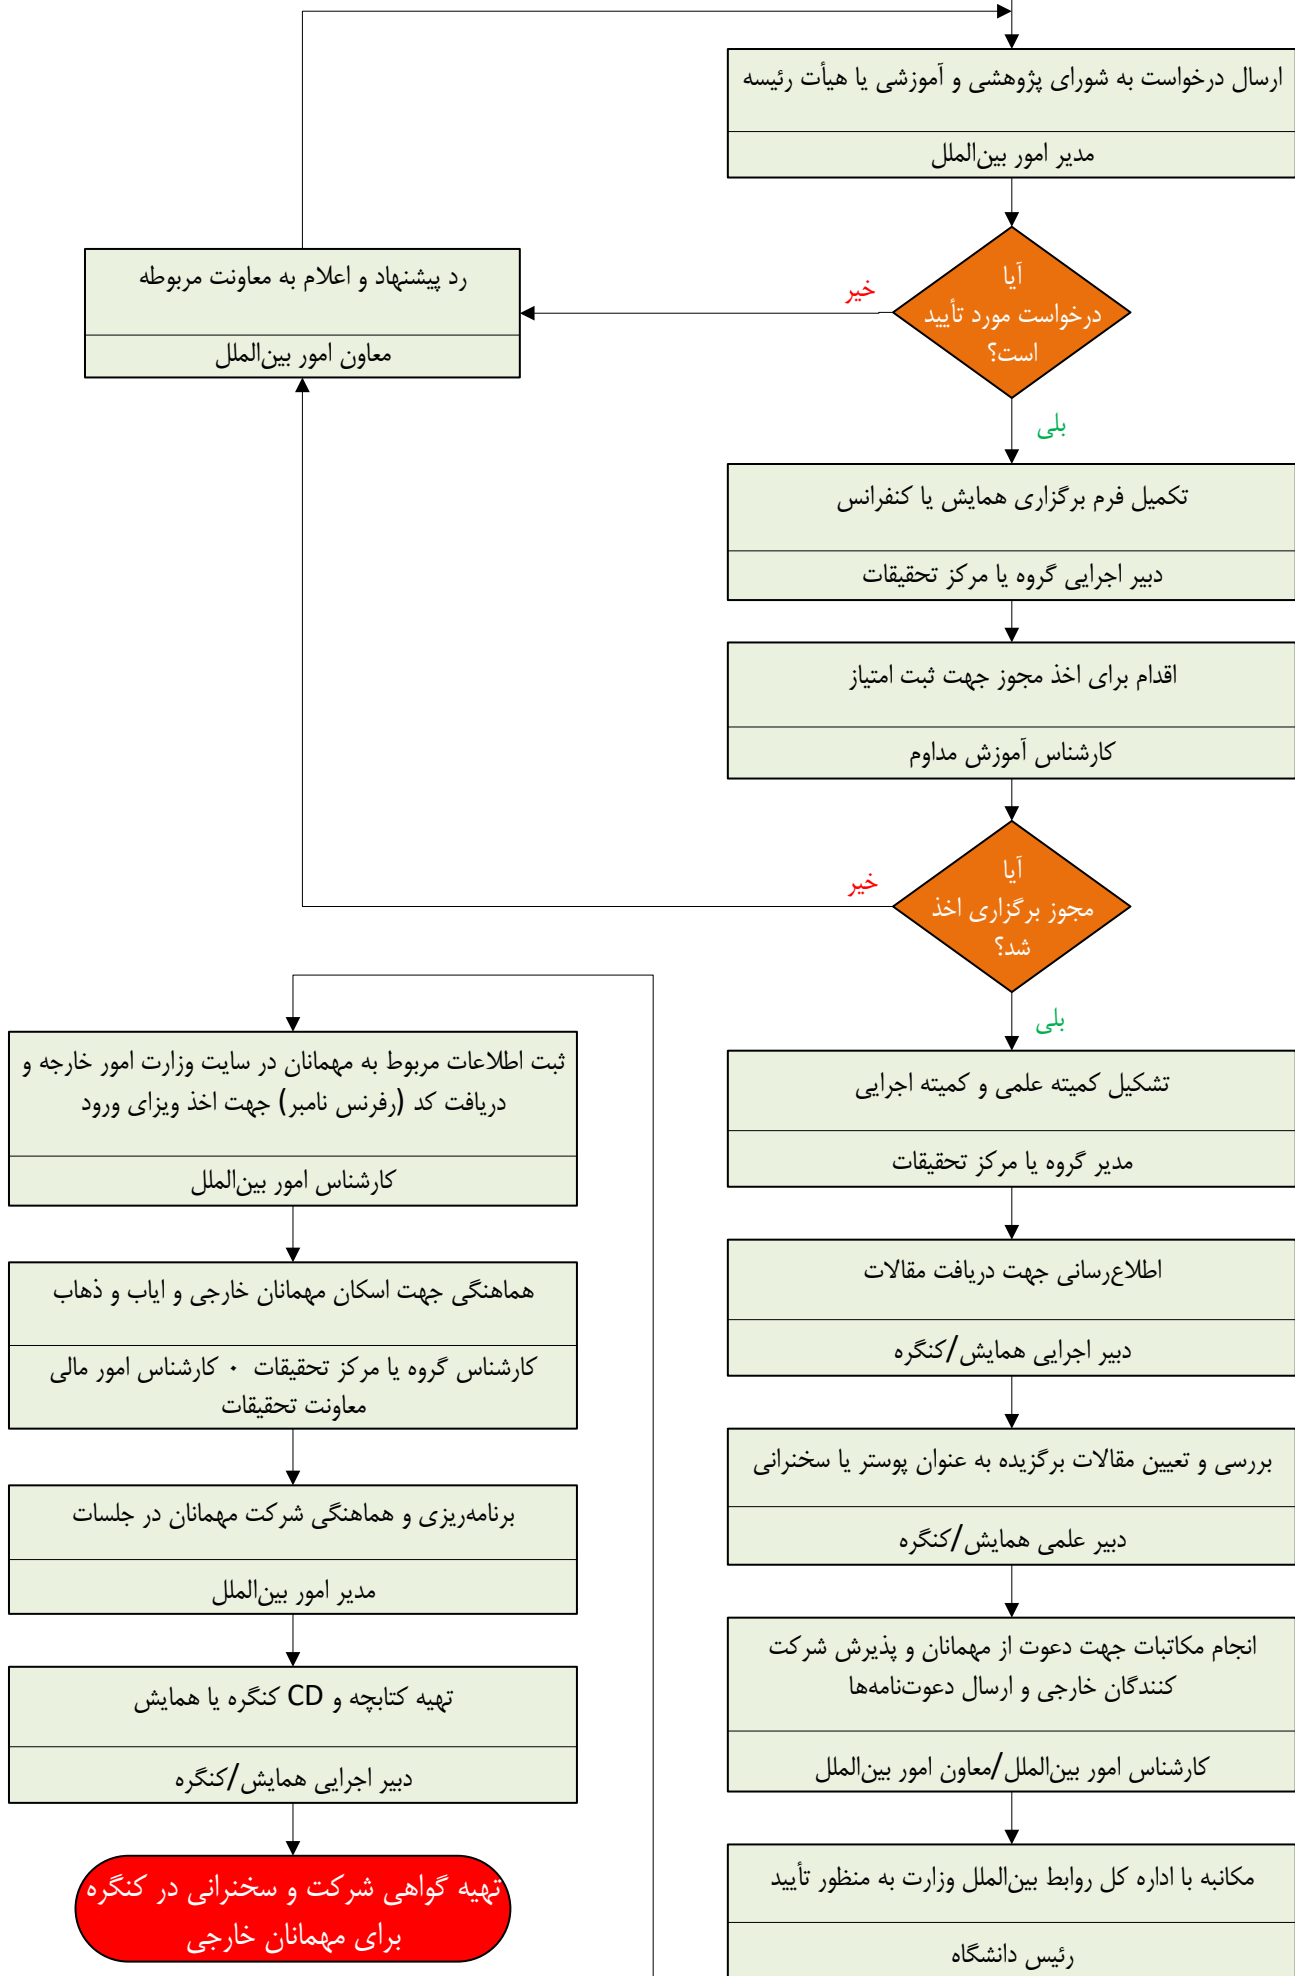 ارسال درخواست به شورای پژوهشی و آموزشی یا هیأت رئیسه
مدیر امور بین‌الملل
آیا
درخواست مورد تأیید
است؟
خیر
رد پیشنهاد و اعلام به معاونت مربوطه
معاون امور بین‌الملل
بلی
تکمیل فرم برگزاری همایش یا کنفرانس
دبیر اجرایی گروه یا مرکز تحقیقات
اقدام برای اخذ مجوز جهت ثبت امتیاز
کارشناس آموزش مداوم
آیا
مجوز برگزاری اخذ
شد؟
خیر
بلی
تشکیل کمیته علمی و کمیته اجرایی
مدیر گروه یا مرکز تحقیقات
اطلاع‌رسانی جهت دریافت مقالات
دبیر اجرایی همایش/کنگره
بررسی و تعیین مقالات برگزیده به عنوان پوستر یا سخنرانی
دبیر علمی همایش/کنگره
انجام مکاتبات جهت دعوت از مهمانان و پذیرش شرکت
کنندگان خارجی و ارسال دعوت‌نامه‌ها
کارشناس امور بین‌الملل/معاون امور بین‌الملل
مکانبه با اداره کل روابط بین‌الملل وزارت به منظور تأیید
رئیس دانشگاه
ثبت اطلاعات مربوط به مهمانان در سایت وزارت امور خارجه و
دریافت کد (رفرنس نامبر) جهت اخذ ویزای ورود
کارشناس امور بین‌الملل
هماهنگی جهت اسکان مهمانان خارجی و ایاب و ذهاب
کارشناس گروه یا مرکز تحقیقات ۰ کارشناس امور مالی
معاونت تحقیقات
برنامه‌ریزی و هماهنگی شرکت مهمانان در جلسات
مدیر امور بین‌الملل
تهیه کتابچه و CD کنگره یا همایش
دبیر اجرایی همایش/کنگره
تهیه گواهی شرکت و سخنرانی در کنگره
برای مهمانان خارجی